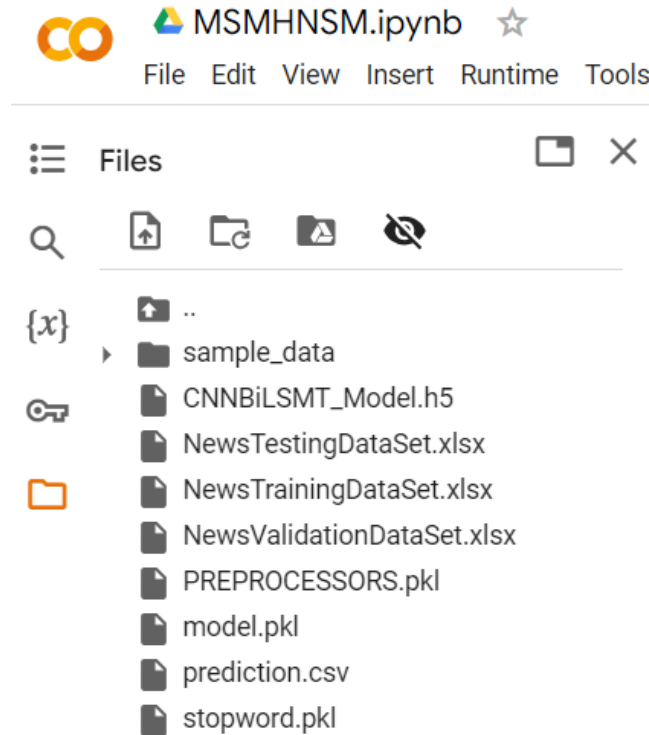 MSMHNSM.ipynb
File Edit View Insert Runtime Tools
Files
{x}
..
sample_data
CNNBiLSMT_Model.h5
NewsTestingDataSet.xlsx
NewsTrainingDataSet.xlsx
NewsValidationDataSet.xlsx
PREPROCESSORS.pkl
model.pkl
prediction.csv
stopword.pkl